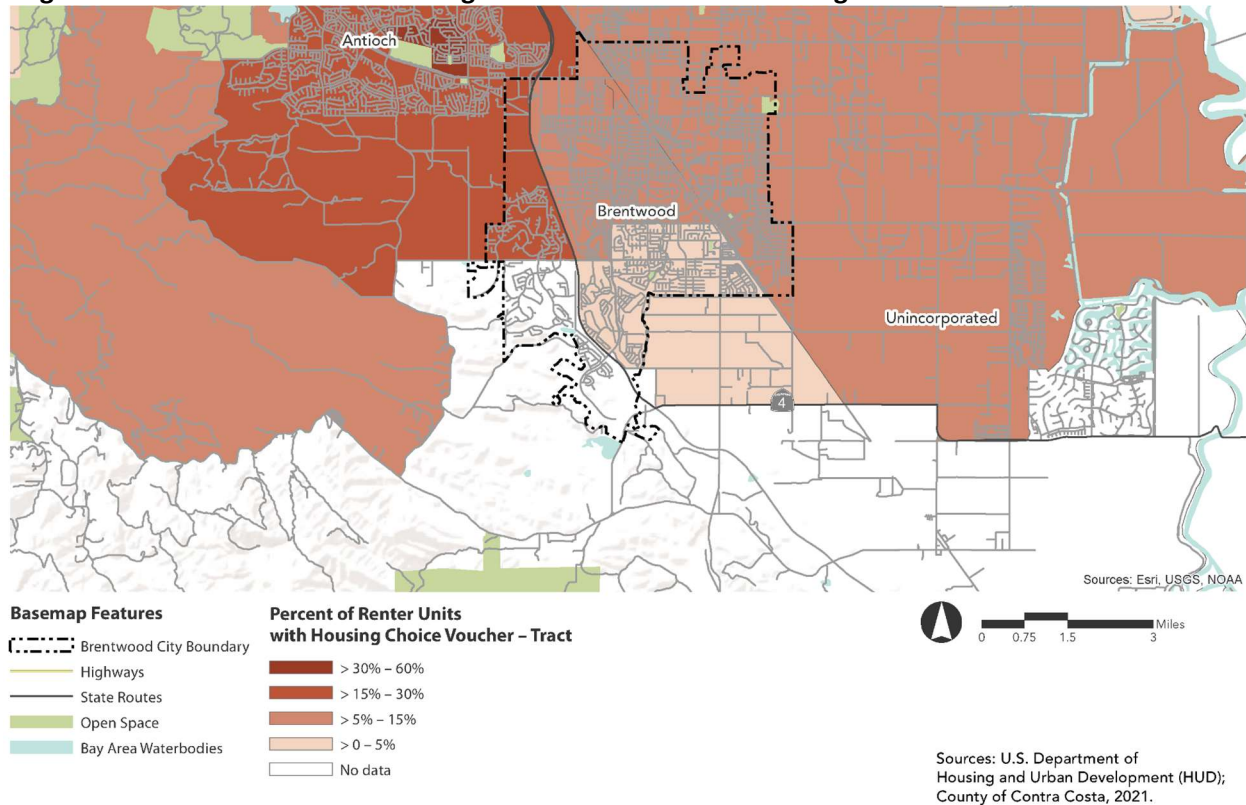 Antioch
Brentwood
Unincorporated
4
Sources: Esri, USGS, NOAA
Basemap Features
Brentwood City Boundary
Highways
State Routes
Open Space
Bay Area Waterbodies
Percent of Renter Units
with Housing Choice Voucher – Tract
> 30% – 60%
> 15% – 30%
> 5% – 15%
> 0 – 5%
No data
0 0.75 1.5 3 Miles
Sources: U.S. Department of
Housing and Urban Development (HUD);
County of Contra Costa, 2021.